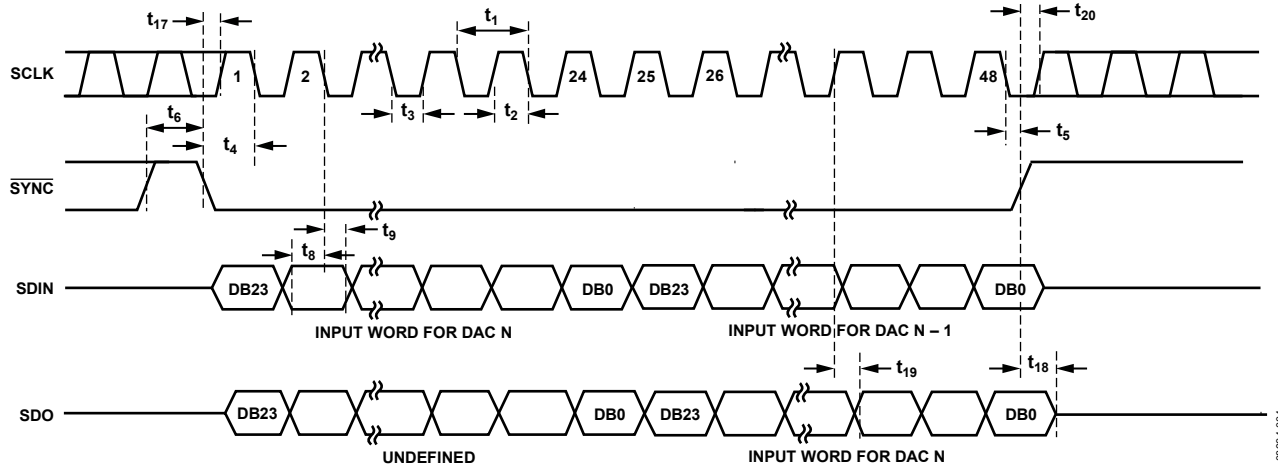 t17
t1
t20
SCLK
1
2
24
25
26
48
t6
t3
t2
t4
t5
SYNC
t9
t8
SDIN
DB23
DB0
DB23
DB0
INPUT WORD FOR DAC N
INPUT WORD FOR DAC N – 1
t19
t18
SDO
DB23
DB0
DB23
DB0
UNDEFINED
INPUT WORD FOR DAC N